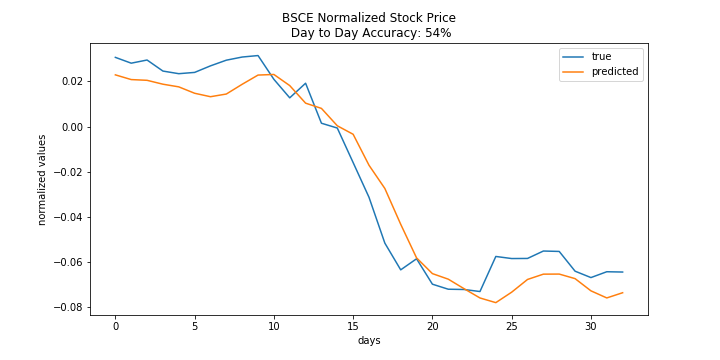 BSCE Normalized Stock Price
Day to Day Accuracy: 54%
true
predicted
normalized values
0.02
0.00
−0.02
−0.04
−0.06
−0.08
0
5
10
15
20
25
30
days